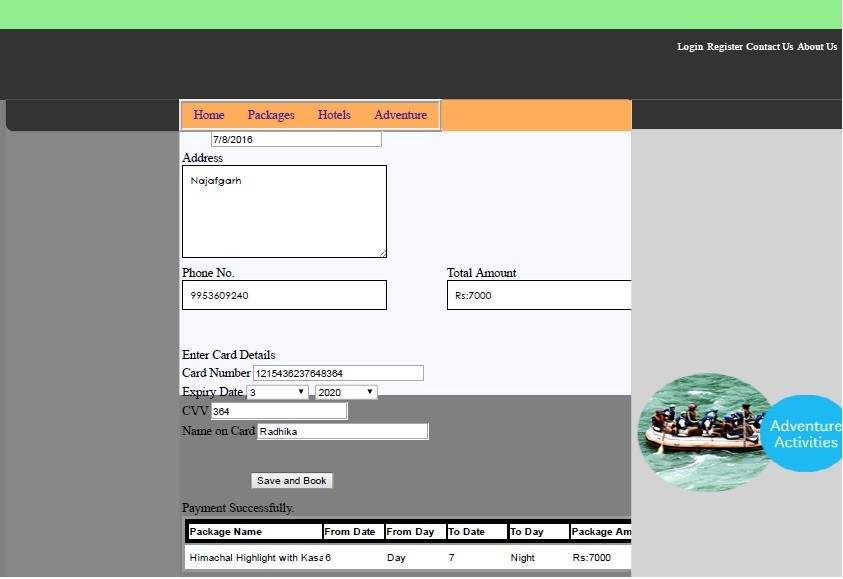 Login Register Contact Us About Us
Home Packages Hotels Adventure
7/8/2016
Address
Najafgarh
Phone No. Total Amount
9953609240 Rs:7000
Enter Card Details
Card Number 1215436237648364
Expiry Date 3 2020
CVV 364
Name on Card Radhika
Adventure
Activities
Save and Book
Payment Successfully.
Package Name From Date From Day To Date To Day Package Am
Himachal Highlight with Kasa 6 Day 7 Night Rs:7000